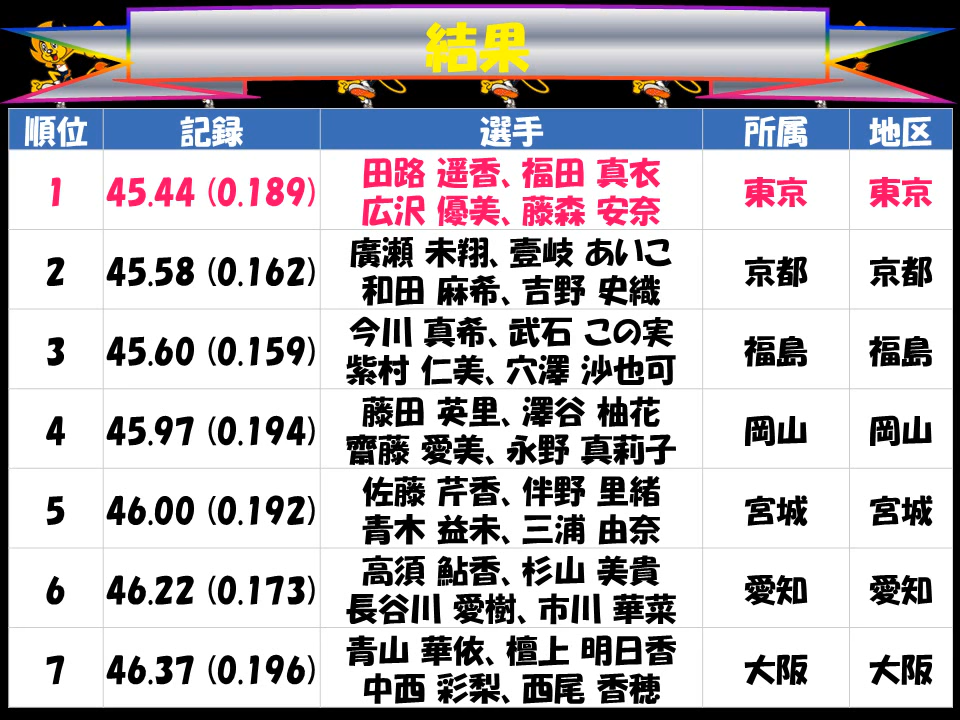 結果
順位 記録 選手 所属 地区
1 45.44 (0.189) 田路 遥香、福田 真衣 東京 東京
広沢 優美、藤森 安奈
2 45.58 (0.162) 廣瀬 未翔、壹岐 あいこ 京都 京都
和田 麻希、吉野 史織
3 45.60 (0.159) 今川 真希、武石 この実 福島 福島
紫村 仁美、穴澤 沙也可
4 45.97 (0.194) 藤田 英里、澤谷 柚花 岡山 岡山
齋藤 愛美、永野 真莉子
5 46.00 (0.192) 佐藤 芹香、伴野 里緒 宮城 宮城
青木 益未、三浦 由奈
6 46.22 (0.173) 高須 鮎香、杉山 美貴 愛知 愛知
長谷川 愛樹、市川 華菜
7 46.37 (0.196) 青山 華依、檀上 明日香 大阪 大阪
中西 彩梨、西尾 香穂